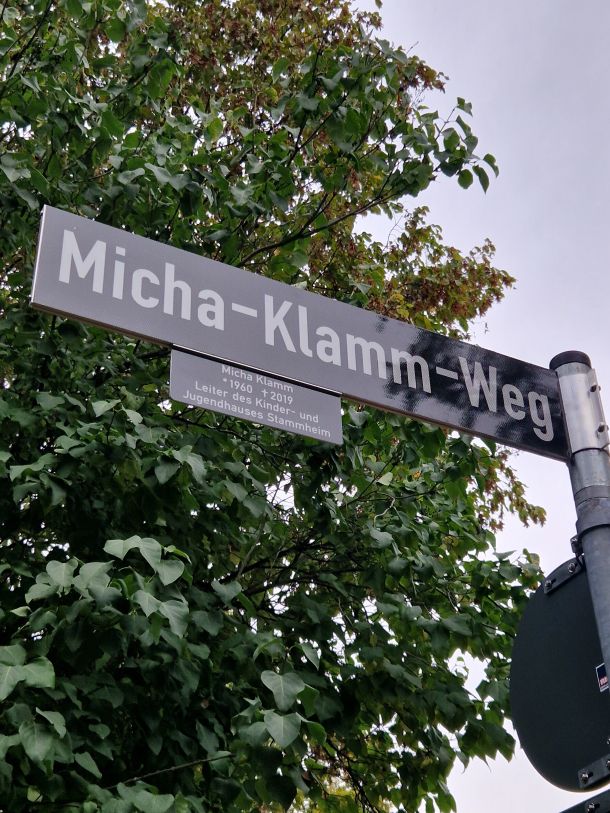 Micha-Klamm-Weg
Micha Klamm
*1960 †2019
Leiter des Kinder- und
Jugendhauses Stammheim